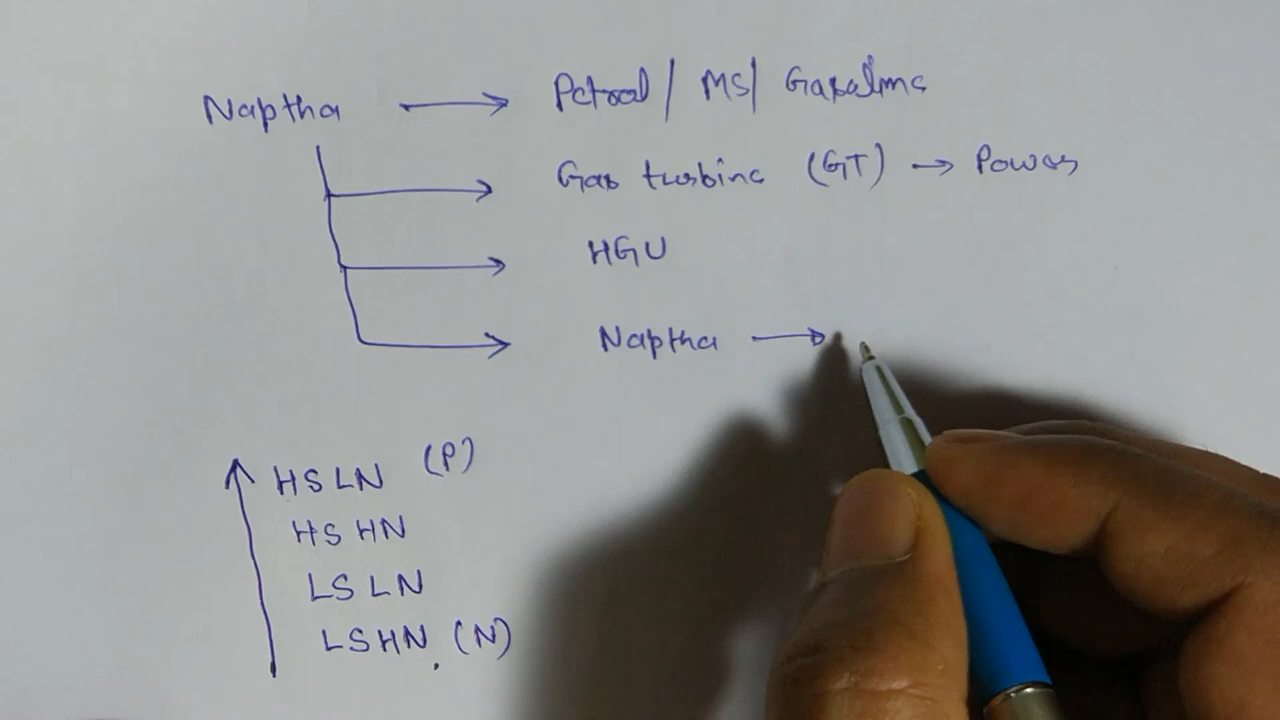 Naptha → Petrol / MS / Gasoline
Gas turbine (GT) → Power
HGU
Naptha →
HSLN (P)
HSHN
LSLN
LSHN. (N)